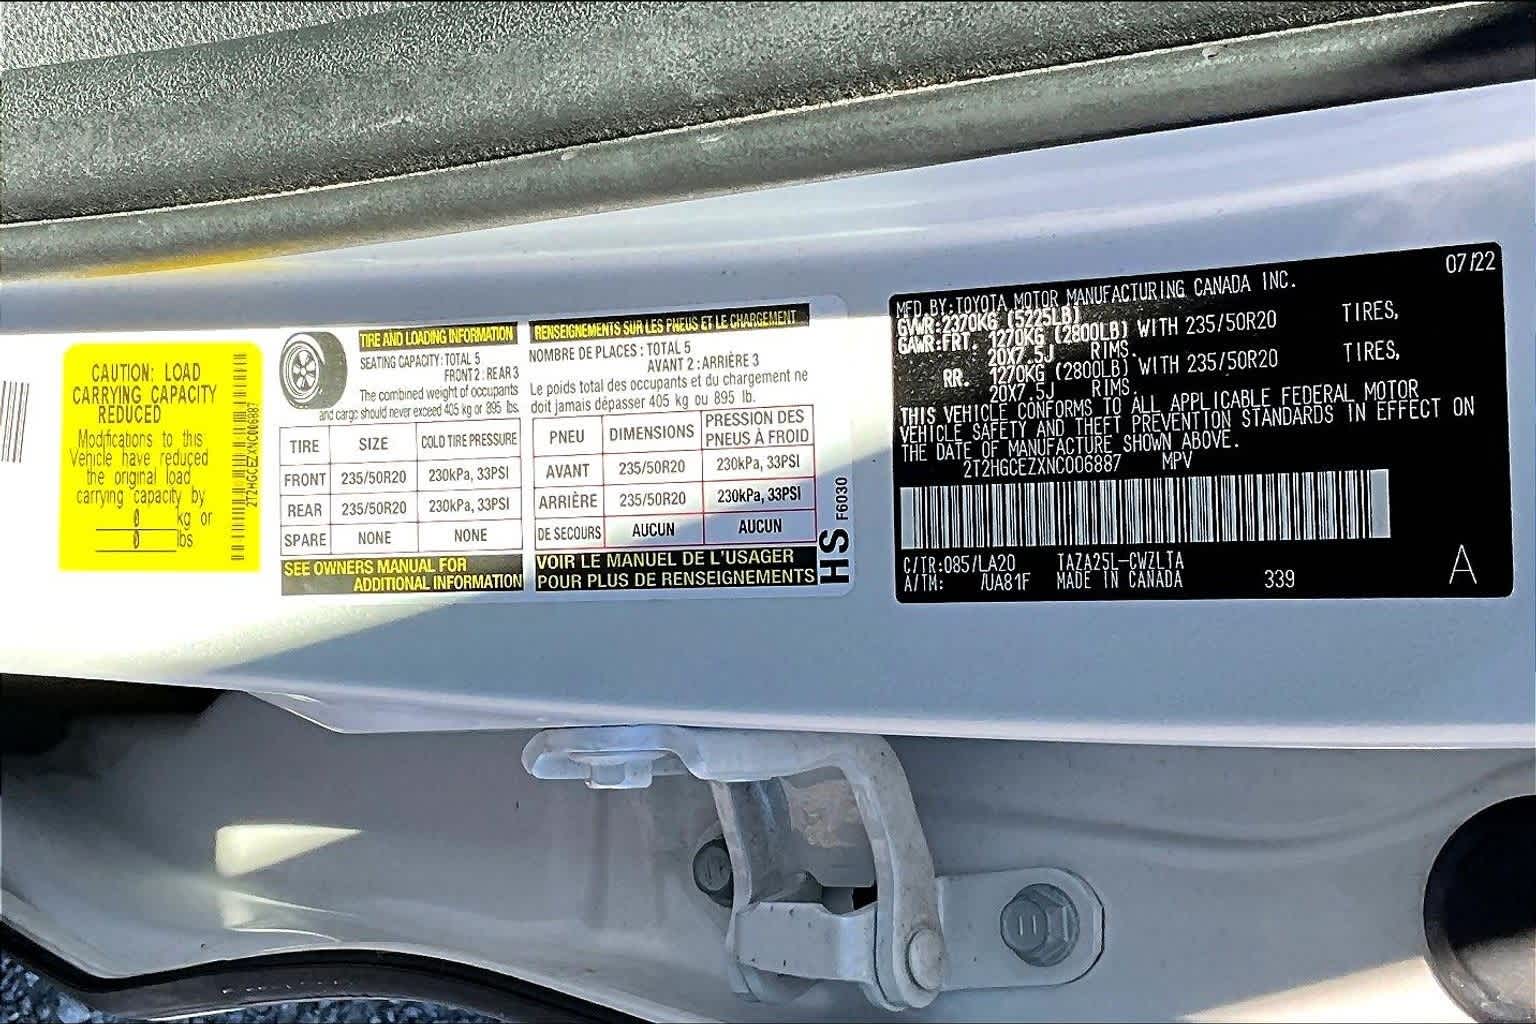 CAUTION: LOAD
CARRYING CAPACITY
REDUCED
Modifications to this
Vehicle have reduced
the original load
carrying capacity by
0 kg or
0 lbs
2T2HGCEZXNC006887
TIRE AND LOADING INFORMATION
SEATING CAPACITY: TOTAL 5
FRONT 2 : REAR 3
The combined weight of occupants
and cargo should never exceed 405 kg or 895 lbs.
TIRE SIZE COLD TIRE PRESSURE
FRONT 235/50R20 230kPa, 33PSI
REAR 235/50R20 230kPa, 33PSI
SPARE NONE NONE
SEE OWNERS MANUAL FOR
ADDITIONAL INFORMATION
RENSEIGNEMENTS SUR LES PNEUS ET LE CHARGEMENT
NOMBRE DE PLACES : TOTAL 5
AVANT 2 : ARRIÈRE 3
Le poids total des occupants et du chargement ne
doit jamais dépasser 405 kg ou 895 lb.
PNEU DIMENSIONS PRESSION DES
PNEUS À FROID
AVANT 235/50R20 230kPa, 33PSI
ARRIÈRE 235/50R20 230kPa, 33PSI
DE SECOURS AUCUN AUCUN
VOIR LE MANUEL DE L'USAGER
POUR PLUS DE RENSEIGNEMENTS
HS F6030
07/22
MFD.BY:TOYOTA MOTOR MANUFACTURING CANADA INC.
GVWR:2370KG (5225LB)
GAWR:FRT. 1270KG (2800LB) WITH 235/50R20 TIRES,
20X7.5J RIMS.
RR. 1270KG (2800LB) WITH 235/50R20 TIRES,
20X7.5J RIMS.
THIS VEHICLE CONFORMS TO ALL APPLICABLE FEDERAL MOTOR
VEHICLE SAFETY AND THEFT PREVENTION STANDARDS IN EFFECT ON
THE DATE OF MANUFACTURE SHOWN ABOVE.
2T2HGCEZXNC006887 MPV
C/TR:085/LA20 TAZA25L-CWZLTA
A/TM: /UA81F MADE IN CANADA 339 A